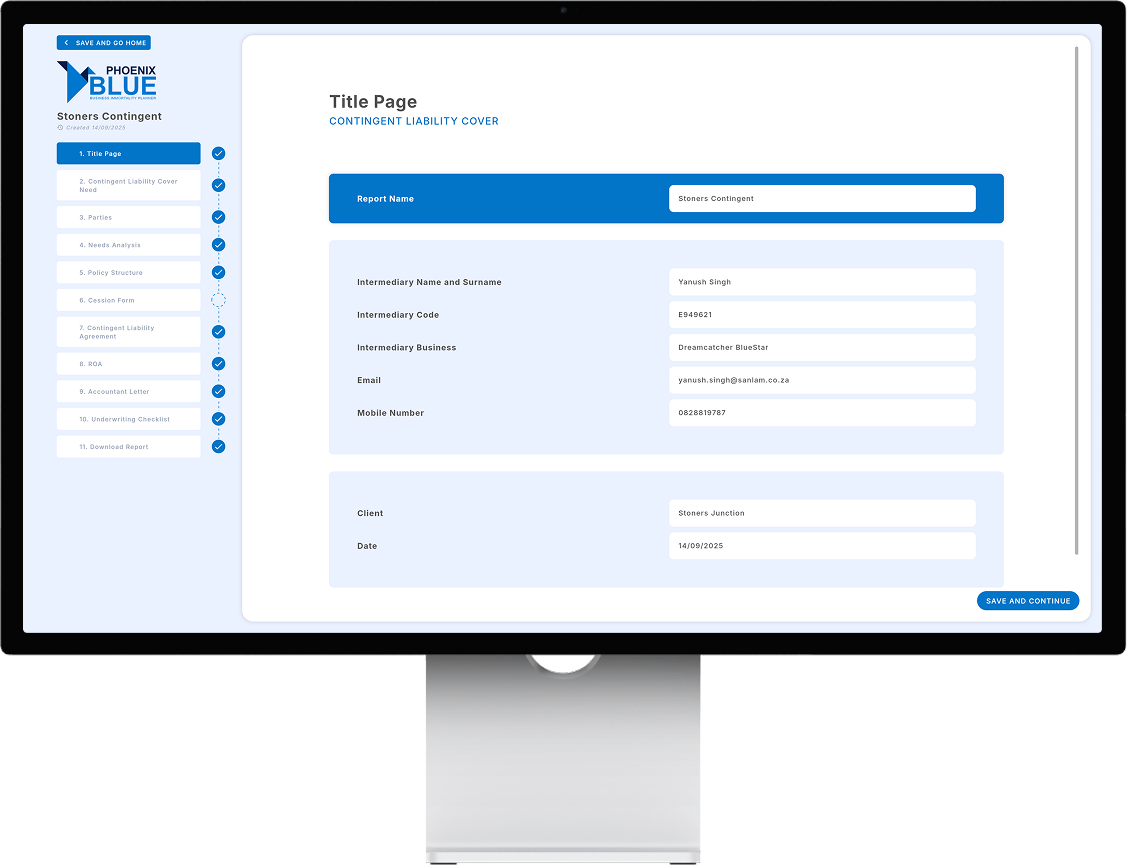 SAVE AND GO HOME
PHOENIX
BLUE
BUSINESS IMMORTALITY PLANNER
Stoners Contingent
Created 14/09/2025
1. Title Page
2. Contingent Liability Cover
Need
3. Parties
4. Needs Analysis
5. Policy Structure
6. Cession Form
7. Contingent Liability
Agreement
8. ROA
9. Accountant Letter
10. Underwriting Checklist
11. Download Report
Title Page
CONTINGENT LIABILITY COVER
Report Name
Stoners Contingent
Intermediary Name and Surname
Yanush Singh
Intermediary Code
E949621
Intermediary Business
Dreamcatcher BlueStar
Email
yanush.singh@sanlam.co.za
Mobile Number
0828819787
Client
Stoners Junction
Date
14/09/2025
SAVE AND CONTINUE